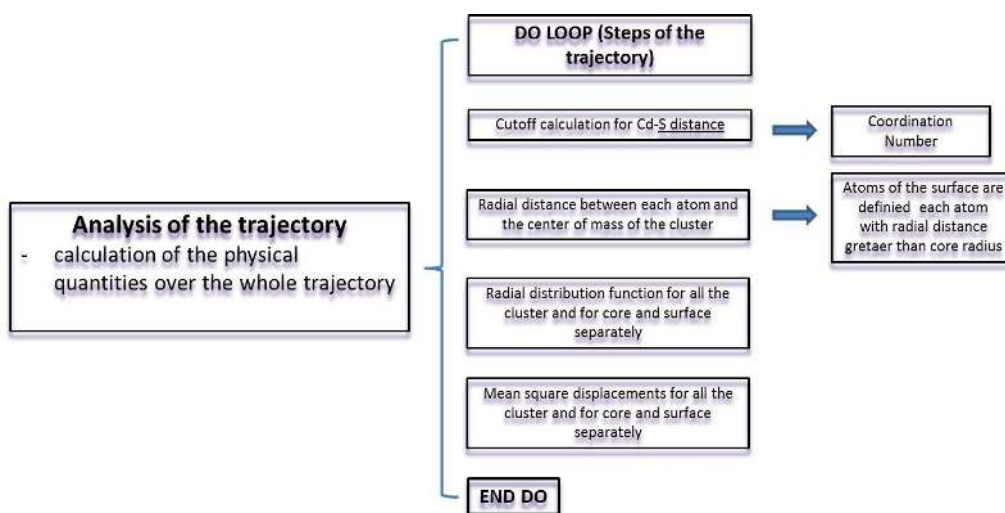 DO LOOP (Steps of the
trajectory)
Cutoff calculation for Cd-S distance
Coordination
Number
Analysis of the trajectory
- calculation of the physical
quantities over the whole trajectory
Radial distance between each atom and
the center of mass of the cluster
Atoms of the surface are
definied each atom
with radial distance
gretaer than core radius
Radial distribution function for all the
cluster and for core and surface
separately
Mean square displacements for all the
cluster and for core and surface
separately
END DO